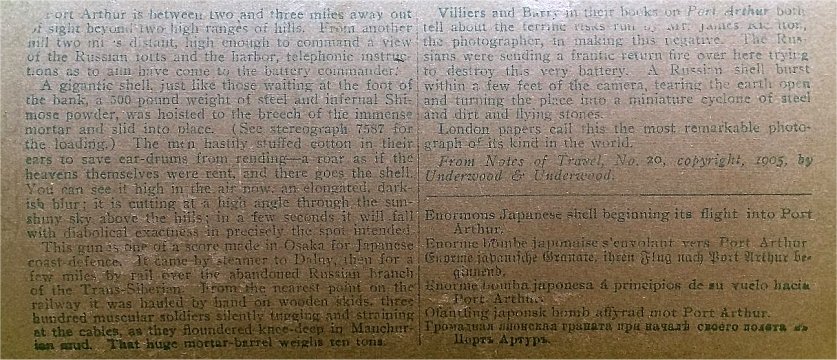 Port Arthur is between two and three miles away out
of sight beyond two high ranges of hills. From another
hill two miles distant, high enough to command a view
of the Russian forts and the harbor, telephonic instruc-
tions as to aim have come to the battery commander.
A gigantic shell, just like those waiting at the foot of
the bank, a 500 pound weight of steel and infernal Shi-
mose powder, was hoisted to the breech of the immense
mortar and slid into place. (See stereograph 7587 for
the loading.) The men hastily stuffed cotton in their
ears to save ear-drums from rending—a roar as if the
heavens themselves were rent, and there goes the shell.
You can see it high in the air now, an elongated, dark-
ish blur; it is cutting at a high angle through the sun-
shiny sky above the hills; in a few seconds it will fall
with diabolical exactness in precisely the spot intended.
This gun is one of a score made in Osaka for Japanese
coast defence. It came by steamer to Dalny, then for a
few miles by rail over the abandoned Russian branch
of the Trans-Siberian. From the nearest point on the
railway it was hauled by hand on wooden skids, three
hundred muscular soldiers silently tugging and straining
at the cables, as they floundered knee-deep in Manchur-
ian mud. That huge mortar-barrel weighs ten tons.
Villiers and Barry in their books on Port Arthur both
tell about the terrific risks run by Mr. James Ricalton,
the photographer, in making this negative. The Rus-
sians were sending a frantic return fire over here trying
to destroy this very battery. A Russian shell burst
within a few feet of the camera, tearing the earth open
and turning the place into a miniature cyclone of steel
and dirt and flying stones.
London papers call this the most remarkable photo-
graph of its kind in the world.
From Notes of Travel, No. 20, copyright, 1905, by
Underwood & Underwood.
Enormous Japanese shell beginning its flight into Port
Arthur.
Enorme bombe japonaise s'envolant vers Port Arthur
Enorme japanische Granate, ihren Flug nach Port Arthur be-
ginnend.
Enorme bomba japonesa á principios de su vuelo hacia
Port Arthur.
Ofantlig japonsk bomb affyrad mot Port Arthur.
Громадная японская граната при началѣ своего полета въ
Портъ Артуръ.